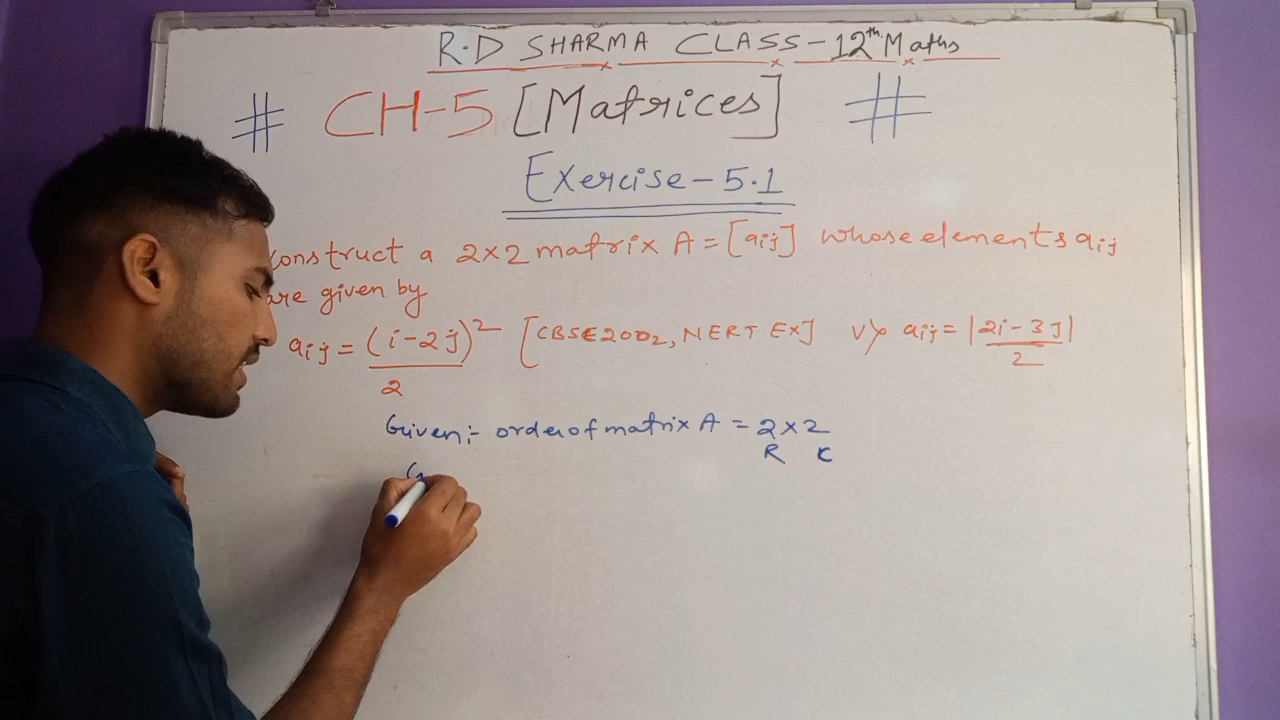 R.D SHARMA CLASS-12th Maths
# CH-5 [Matrices] #
Exercise-5.1
construct a 2×2 matrix A = [aij] whose elements aij
are given by
aij = (i-2j)²/2 [CBSE2002, NERT EX] v) aij = |2i-3j|/2
Given:- order of matrix A = 2×2
R C
G